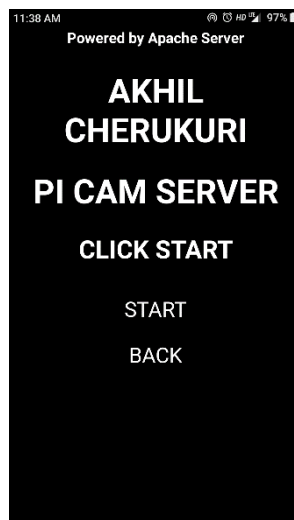 11:38 AM HD 97%
Powered by Apache Server
AKHIL
CHERUKURI
PI CAM SERVER
CLICK START
START
BACK